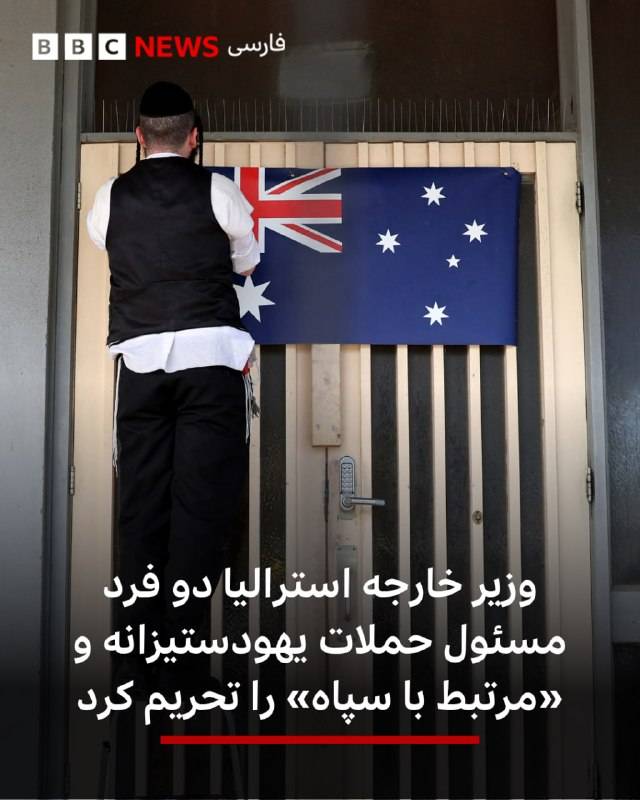 BBC NEWS فارسی
وزیر خارجه استرالیا دو فرد
مسئول حملات یهودستیزانه و
«مرتبط با سپاه» را تحریم کرد